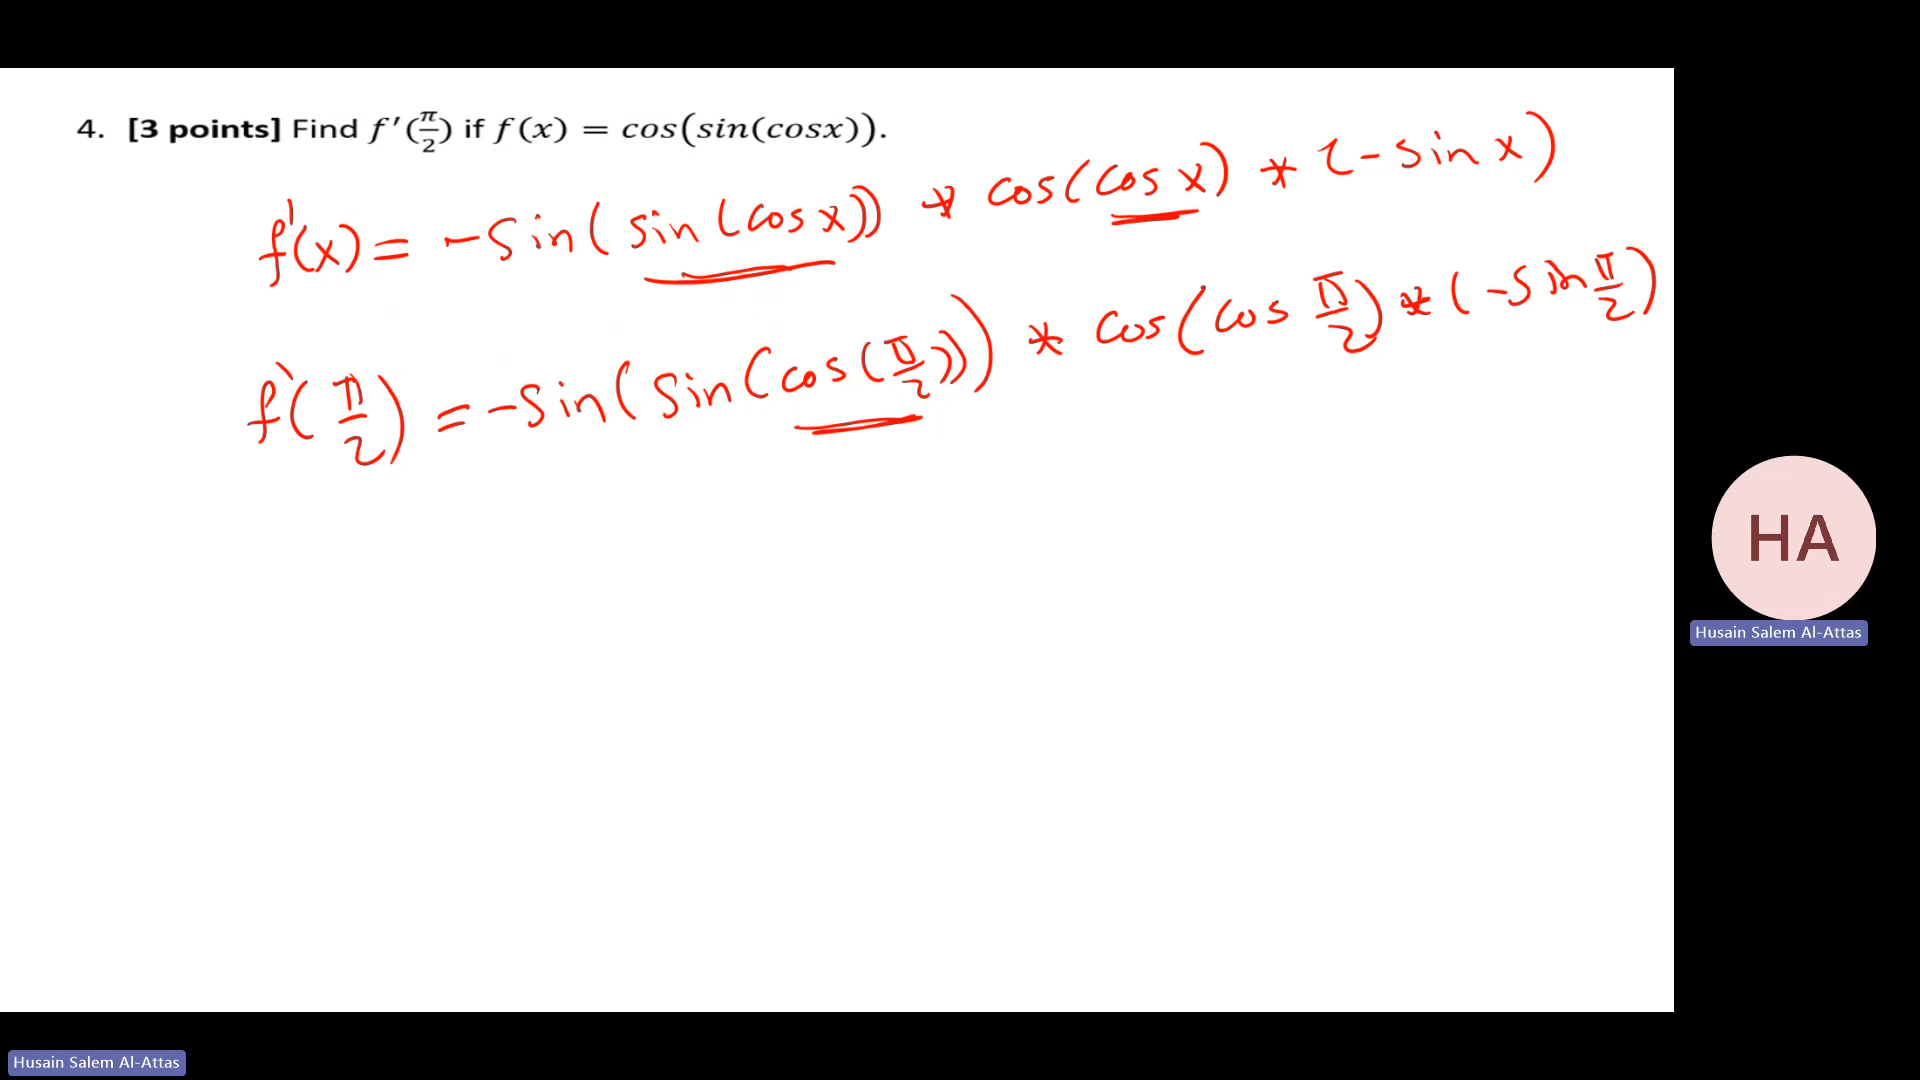 4. [3 points] Find f′(π/2) if f(x) = cos(sin(cosx)).
f'(x) = -sin(sin(cos x)) * cos(cos x) * (-sin x)
f'(π/2) = -sin(sin(cos(π/2))) * cos(cos π/2) * (-sin π/2)
HA
Husain Salem Al-Attas
Husain Salem Al-Attas